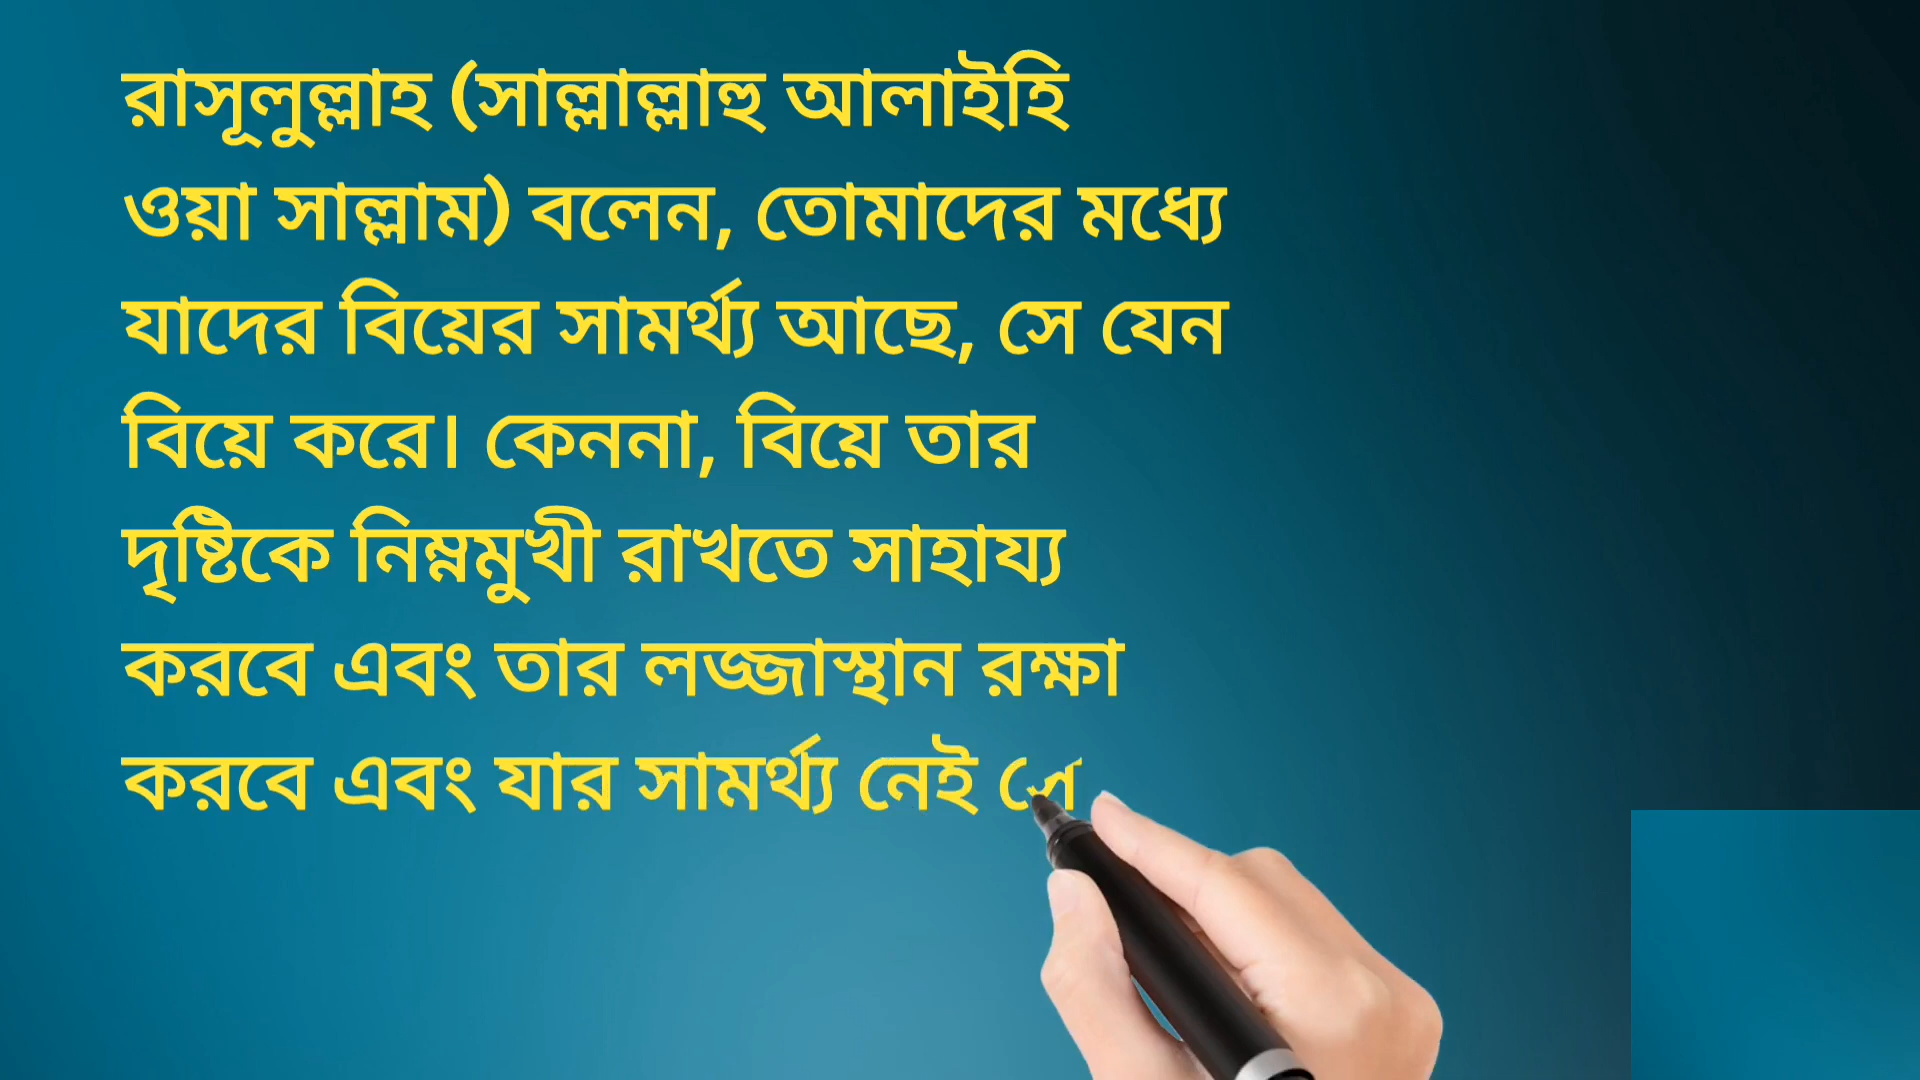 রাসূলুল্লাহ (সাল্লাল্লাহু আলাইহি
ওয়া সাল্লাম) বলেন, তোমাদের মধ্যে
যাদের বিয়ের সামর্থ্য আছে, সে যেন
বিয়ে করে। কেননা, বিয়ে তার
দৃষ্টিকে নিম্নমুখী রাখতে সাহায্য
করবে এবং তার লজ্জাস্থান রক্ষা
করবে এবং যার সামর্থ্য নেই